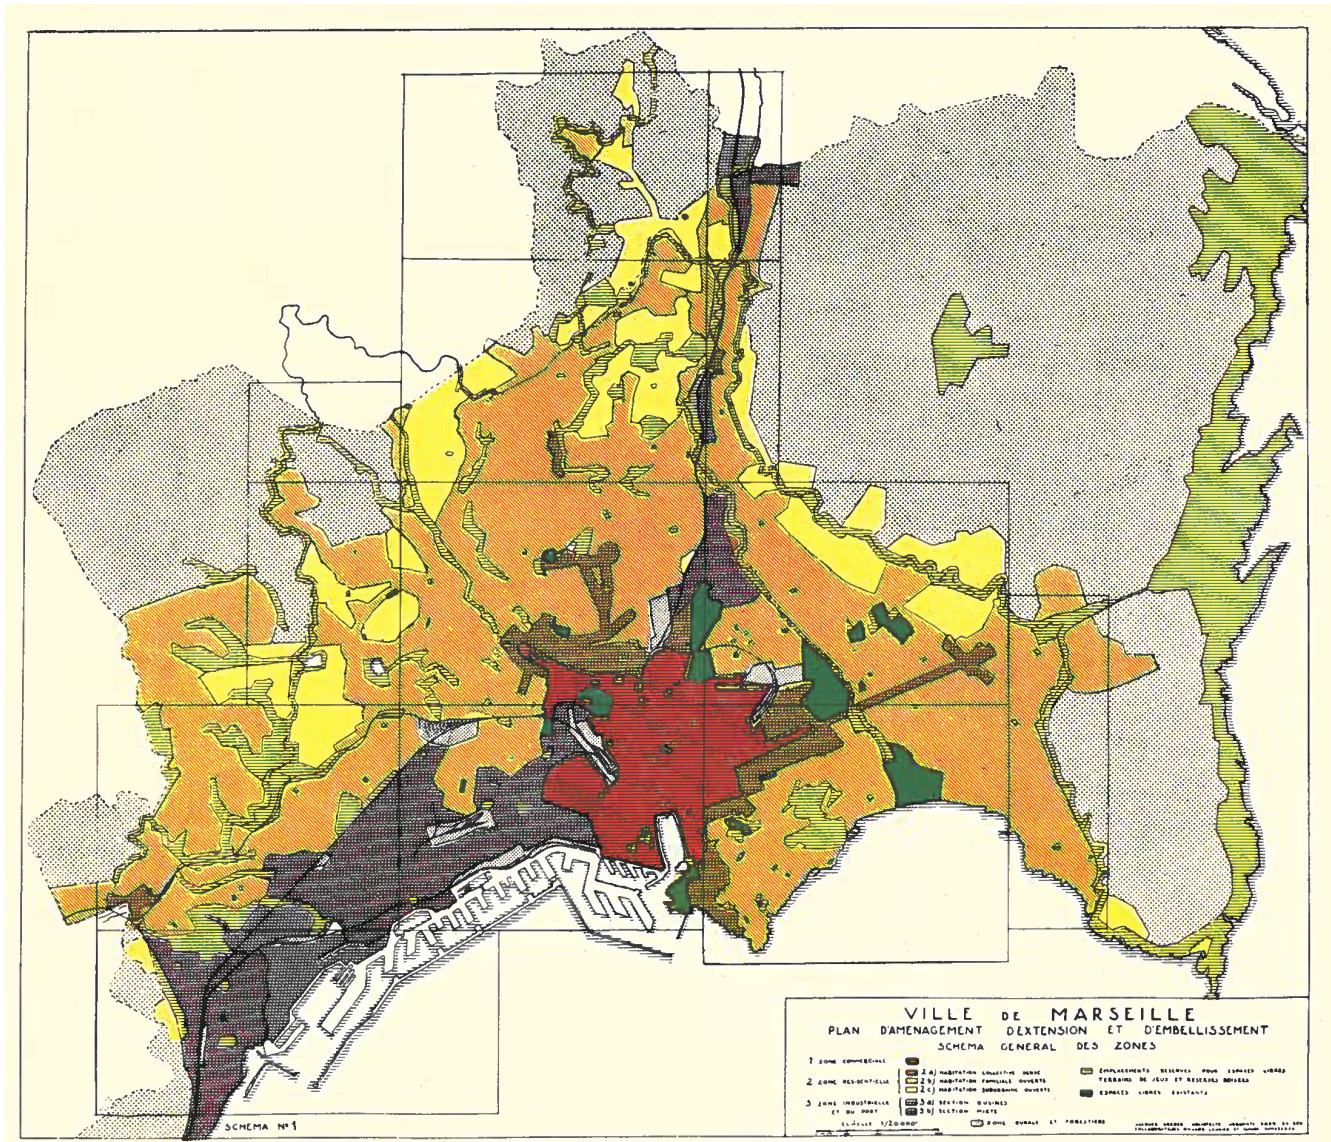 VILLE DE MARSEILLE
PLAN D'AMENAGEMENT D'EXTENSION ET D'EMBELLISSEMENT
SCHEMA GENERAL DES ZONES
1 ZONE COMMERCIALE
2 ZONE RESIDENTIELLE
2 a) HABITATION COLLECTIVE DENSE
2 b) HABITATION FAMILIALE OUVERTE
2 c) HABITATION SUBURBAINE OUVERTE
3 ZONE INDUSTRIELLE
ET DU PORT
3 a) SECTION D'USINES
3 b) SECTION MIXTE
EMPLACEMENTS RESERVES POUR ESPACES LIBRES
TERRAINS DE JEUX ET RESERVES BOISEES
ESPACES LIBRES EXISTANTS
ECHELLE 1/20000e
ZONE RURALE ET FORESTIERE
SCHEMA N° 1